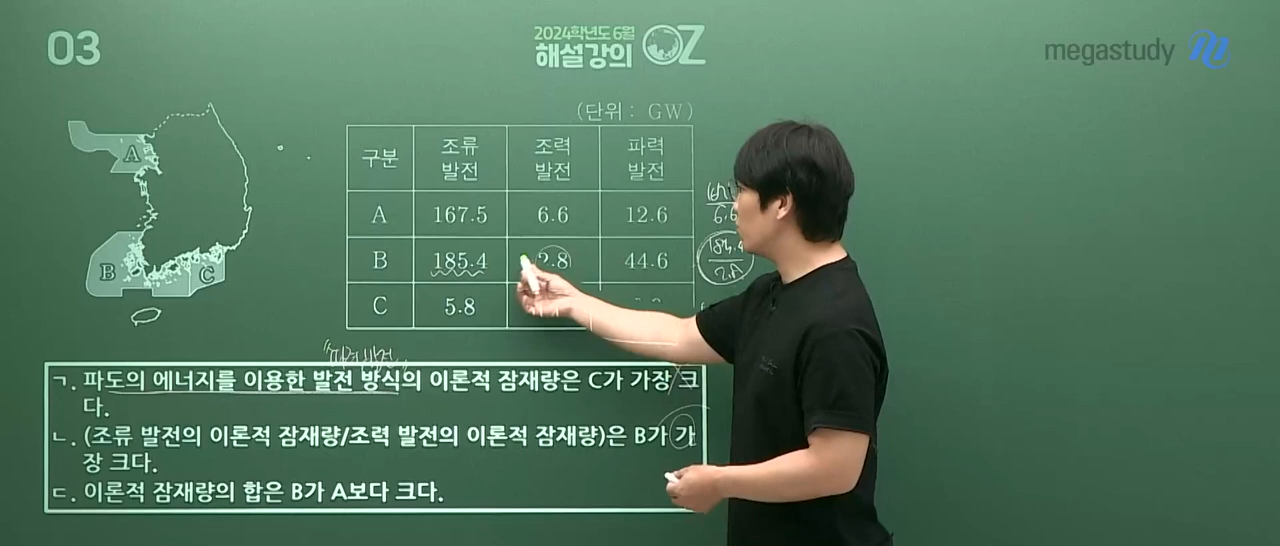 03
2024학년도 6월
해설강의 OZ
megastudy
(단위 : GW)
구분 조류 발전 조력 발전 파력 발전
A 167.5 6.6 12.6
B 185.4 2.8 44.6
C 5.8
A
B
C
6.6
185.4
2.8
ㄱ. 파도의 에너지를 이용한 발전 방식의 이론적 잠재량은 C가 가장 크
다.
ㄴ. (조류 발전의 이론적 잠재량/조력 발전의 이론적 잠재량)은 B가 가
장 크다.
ㄷ. 이론적 잠재량의 합은 B가 A보다 크다.